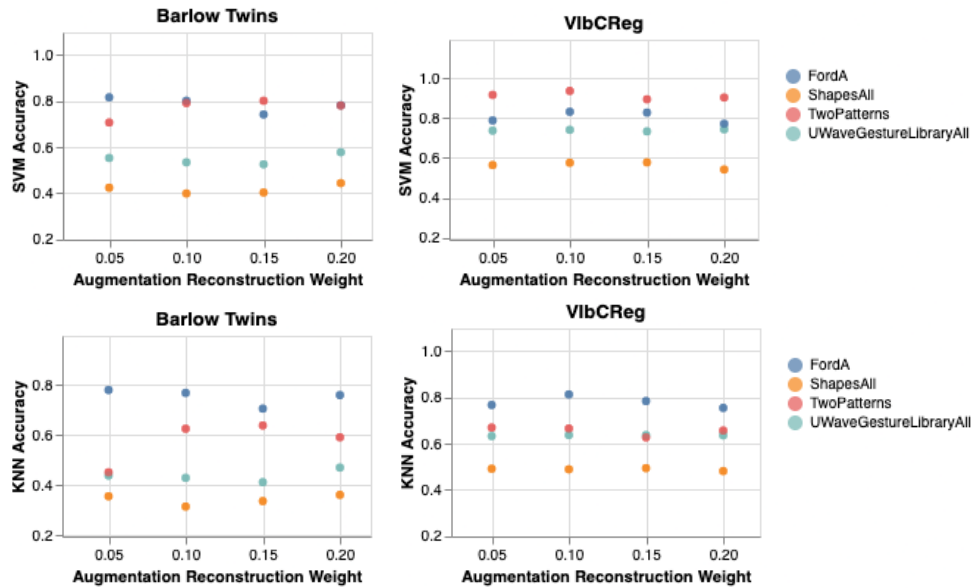 Barlow Twins
SVM Accuracy
1.0
0.8
0.6
0.4
0.2
0.05 0.10 0.15 0.20
Augmentation Reconstruction Weight
VIbCReg
SVM Accuracy
1.0
0.8
0.6
0.4
0.2
0.05 0.10 0.15 0.20
Augmentation Reconstruction Weight
FordA
ShapesAll
TwoPatterns
UWaveGestureLibraryAll
Barlow Twins
KNN Accuracy
0.8
0.6
0.4
0.2
0.05 0.10 0.15 0.20
Augmentation Reconstruction Weight
VIbCReg
KNN Accuracy
1.0
0.8
0.6
0.4
0.2
0.05 0.10 0.15 0.20
Augmentation Reconstruction Weight
FordA
ShapesAll
TwoPatterns
UWaveGestureLibraryAll